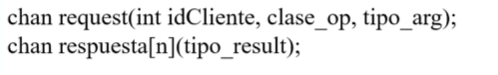 chan request(int idCliente, clase_op, tipo_arg);
chan respuesta[n](tipo_result);